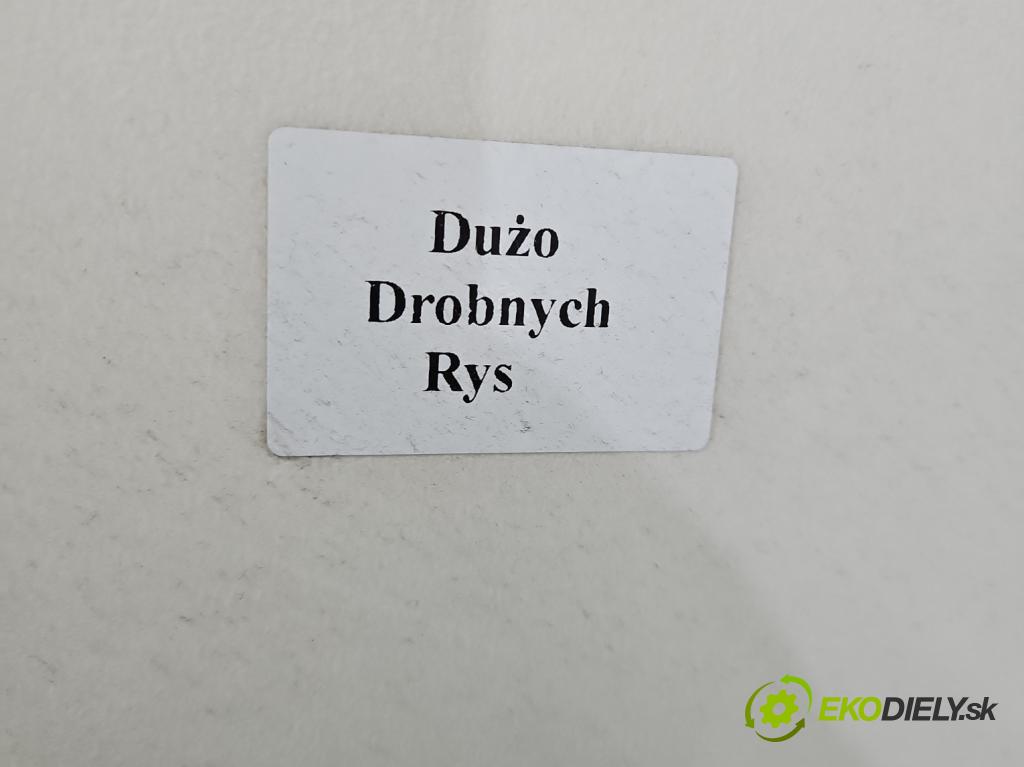 Dużo
Drobnych
Rys
EKODIELY.sk